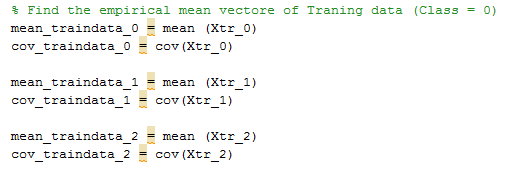 % Find the empirical mean vectore of Traning data (Class = 0)
mean_traindata_0 = mean (Xtr_0)
cov_traindata_0 = cov(Xtr_0)
mean_traindata_1 = mean (Xtr_1)
cov_traindata_1 = cov(Xtr_1)
mean_traindata_2 = mean (Xtr_2)
cov_traindata_2 = cov(Xtr_2)